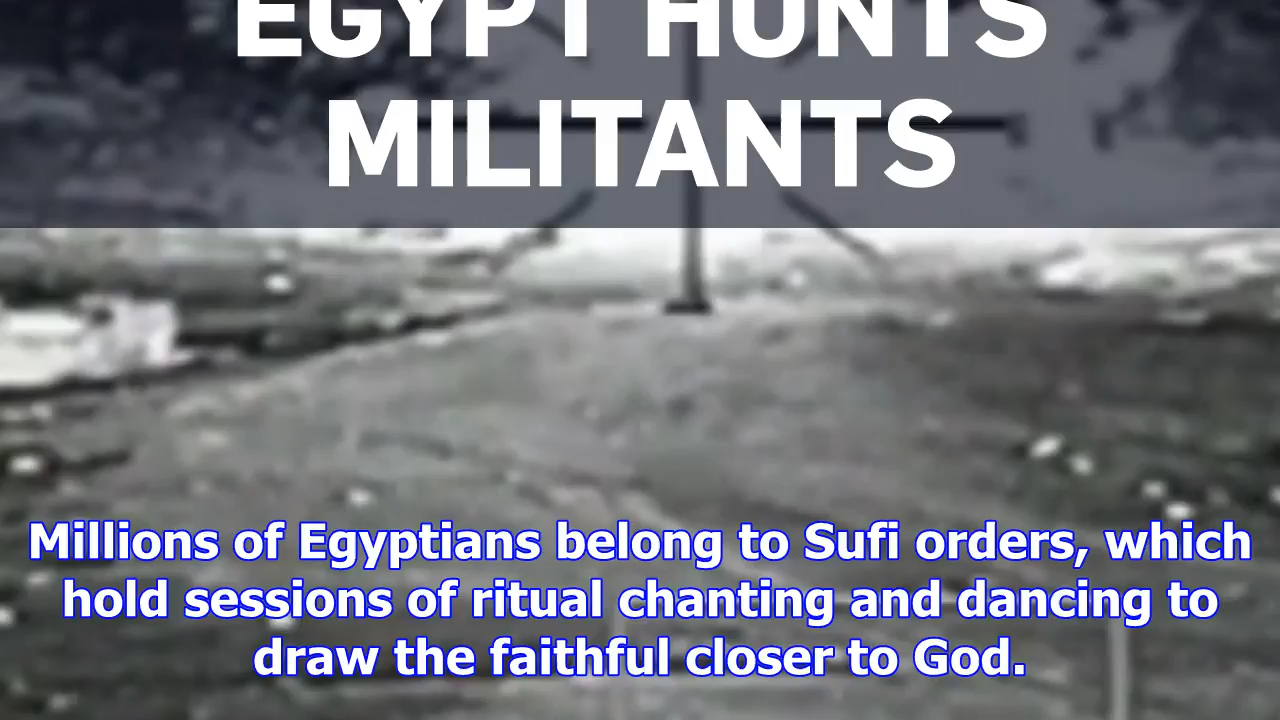 EGYPT HUNTS
MILITANTS
Millions of Egyptians belong to Sufi orders, which
hold sessions of ritual chanting and dancing to
draw the faithful closer to God.